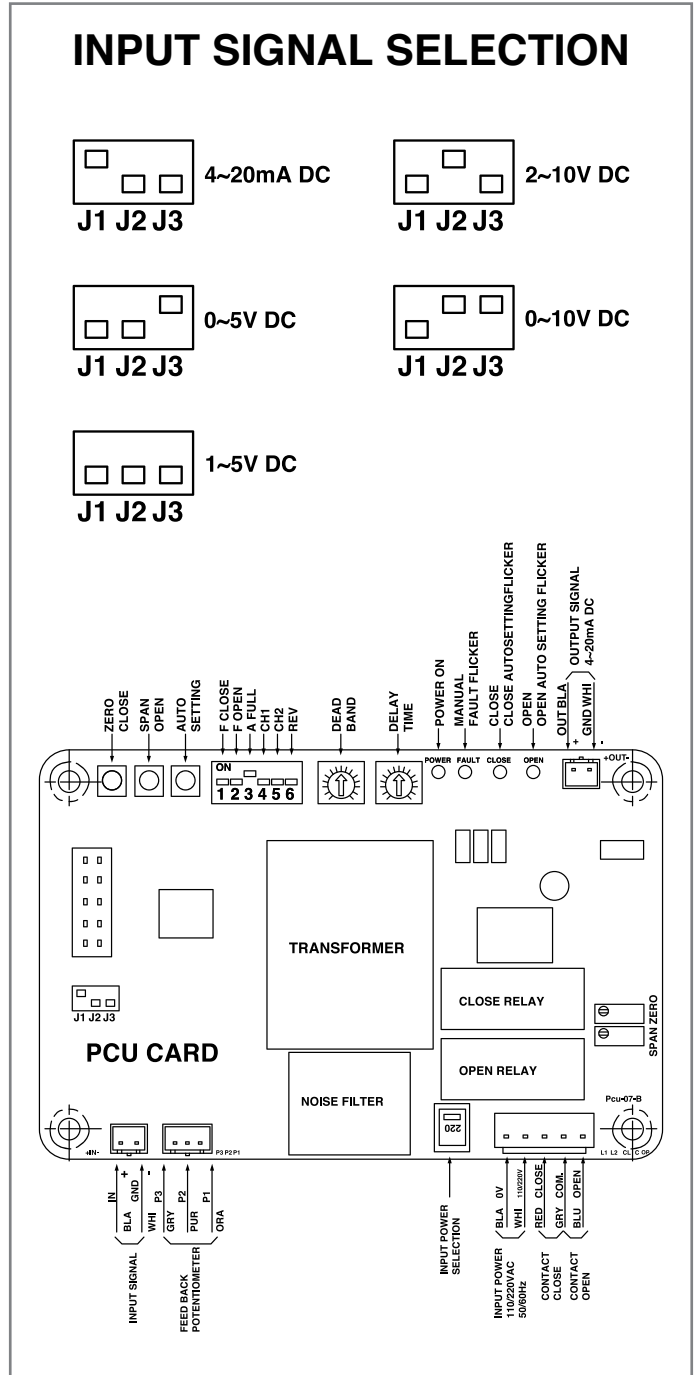 INPUT SIGNAL SELECTION
4~20mA DC
J1 J2 J3
2~10V DC
J1 J2 J3
0~5V DC
J1 J2 J3
0~10V DC
J1 J2 J3
1~5V DC
J1 J2 J3
ZERO
CLOSE
SPAN
OPEN
AUTO
SETTING
F CLOSE
F OPEN
A FULL
CH1
CH2
REV
DEAD
BAND
DELAY
TIME
POWER ON
MANUAL
FAULT FLICKER
CLOSE
CLOSE AUTOSETTINGFLICKER
OPEN
OPEN AUTO SETTING FLICKER
OUTPUT SIGNAL
4~20mA DC
OUT BLA
GND WHI
+
-
ON
1 2 3 4 5 6
POWER
FAULT
CLOSE
OPEN
+OUT-
TRANSFORMER
J1 J2 J3
PCU CARD
CLOSE RELAY
OPEN RELAY
SPAN ZERO
NOISE FILTER
220
Pcu-07-B
+IN-
P3 P2 P1
L1 L2 CL C OP
IN
BLA
+
GND
-
WHI
P3
GRY
P2
PUR
P1
ORA
INPUT SIGNAL
FEED BACK
POTENTIOMETER
INPUT POWER
SELECTION
BLA 0V
WHI 110/220V
RED CLOSE
GRY COM.
BLU OPEN
INPUT POWER
110/220VAC
50/60Hz
CONTACT
CLOSE
CONTACT
OPEN